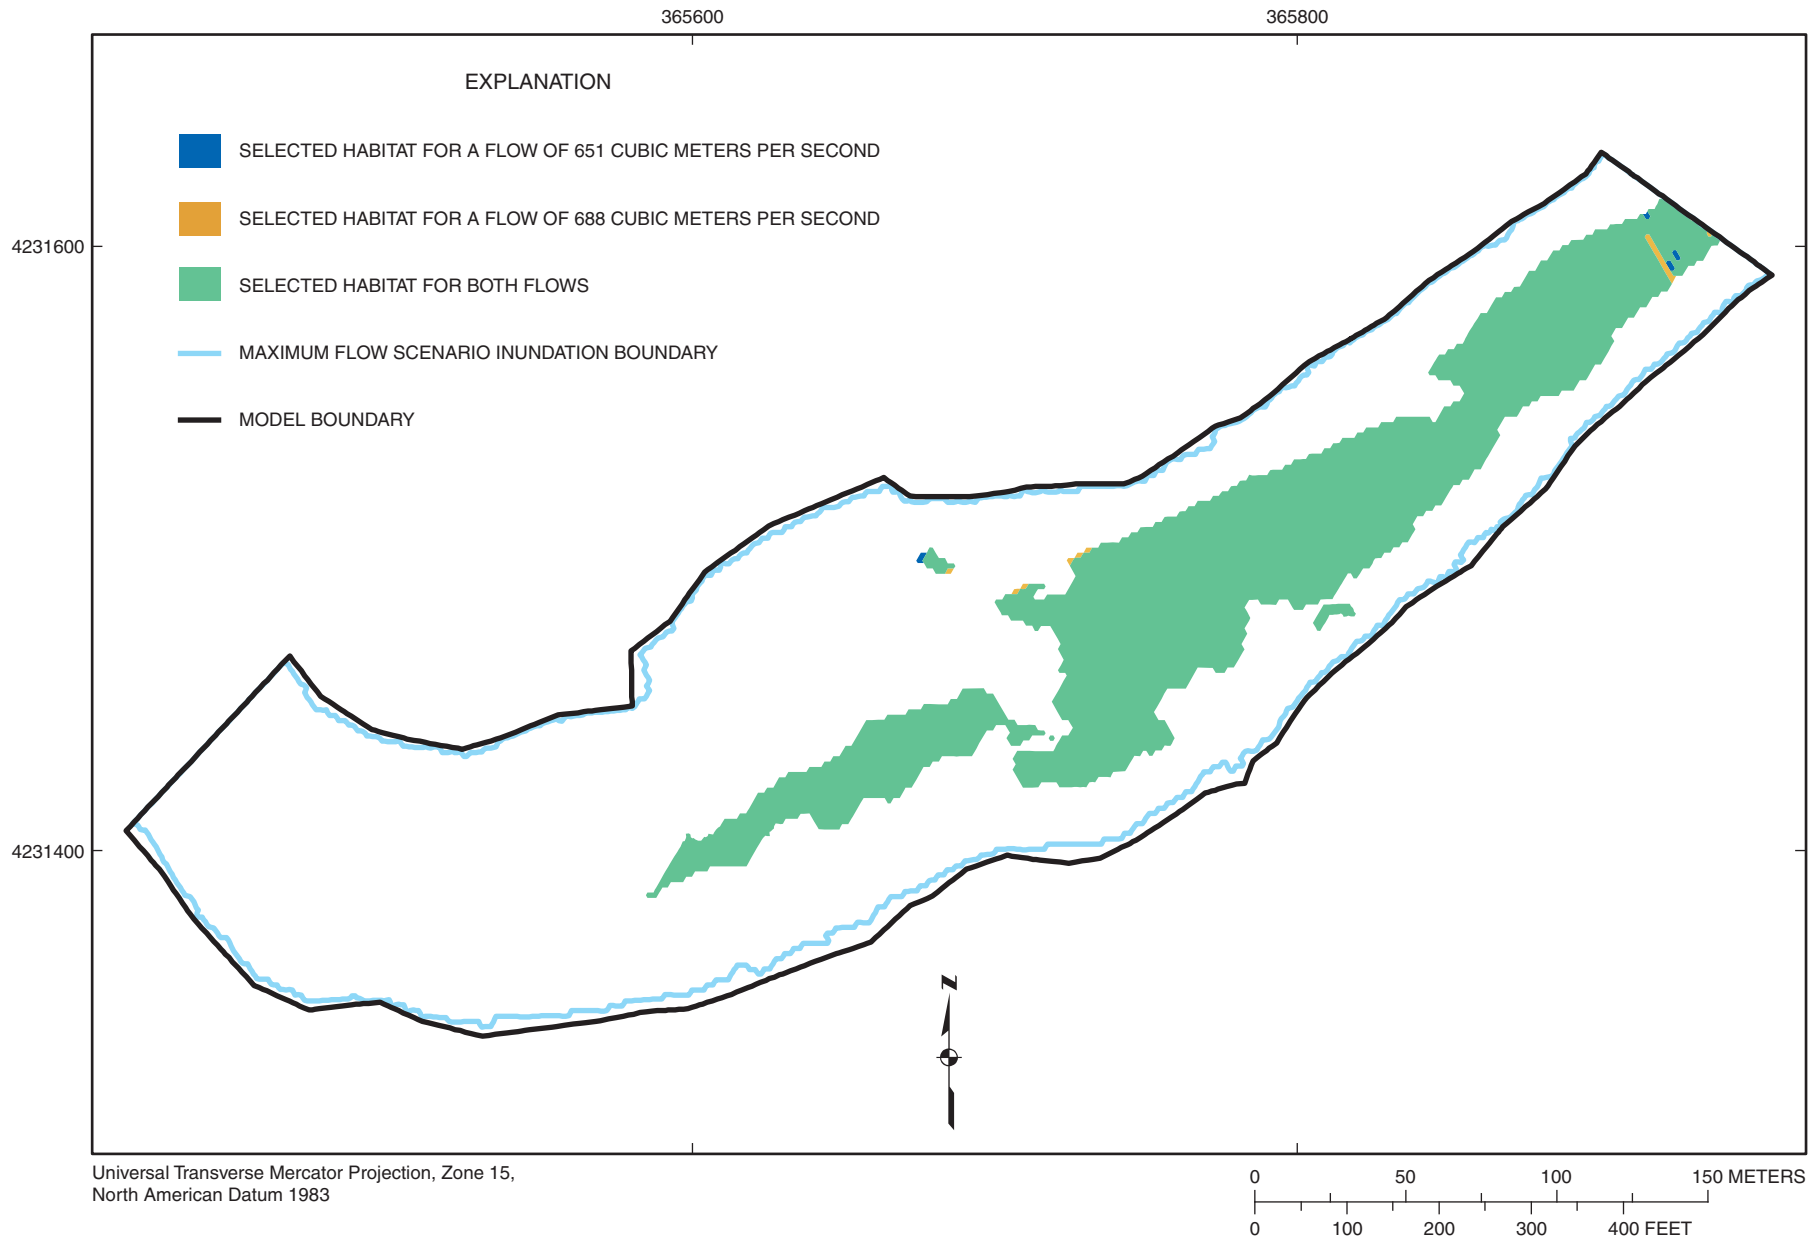 365600 365800
EXPLANATION
SELECTED HABITAT FOR A FLOW OF 651 CUBIC METERS PER SECOND
SELECTED HABITAT FOR A FLOW OF 688 CUBIC METERS PER SECOND
4231600
SELECTED HABITAT FOR BOTH FLOWS
MAXIMUM FLOW SCENARIO INUNDATION BOUNDARY
MODEL BOUNDARY
4231400
N
Universal Transverse Mercator Projection, Zone 15,
North American Datum 1983
0 50 100 150 METERS
0 100 200 300 400 FEET